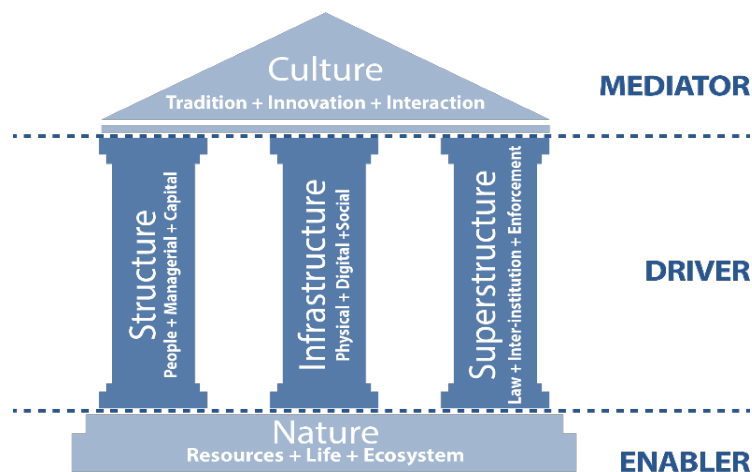 Culture
Tradition + Innovation + Interaction
MEDIATOR
Structure
People + Managerial + Capital
Infrastructure
Physical + Digital +Social
Superstructure
Law + Inter-institution + Enforcement
DRIVER
Nature
Resources + Life + Ecosystem
ENABLER